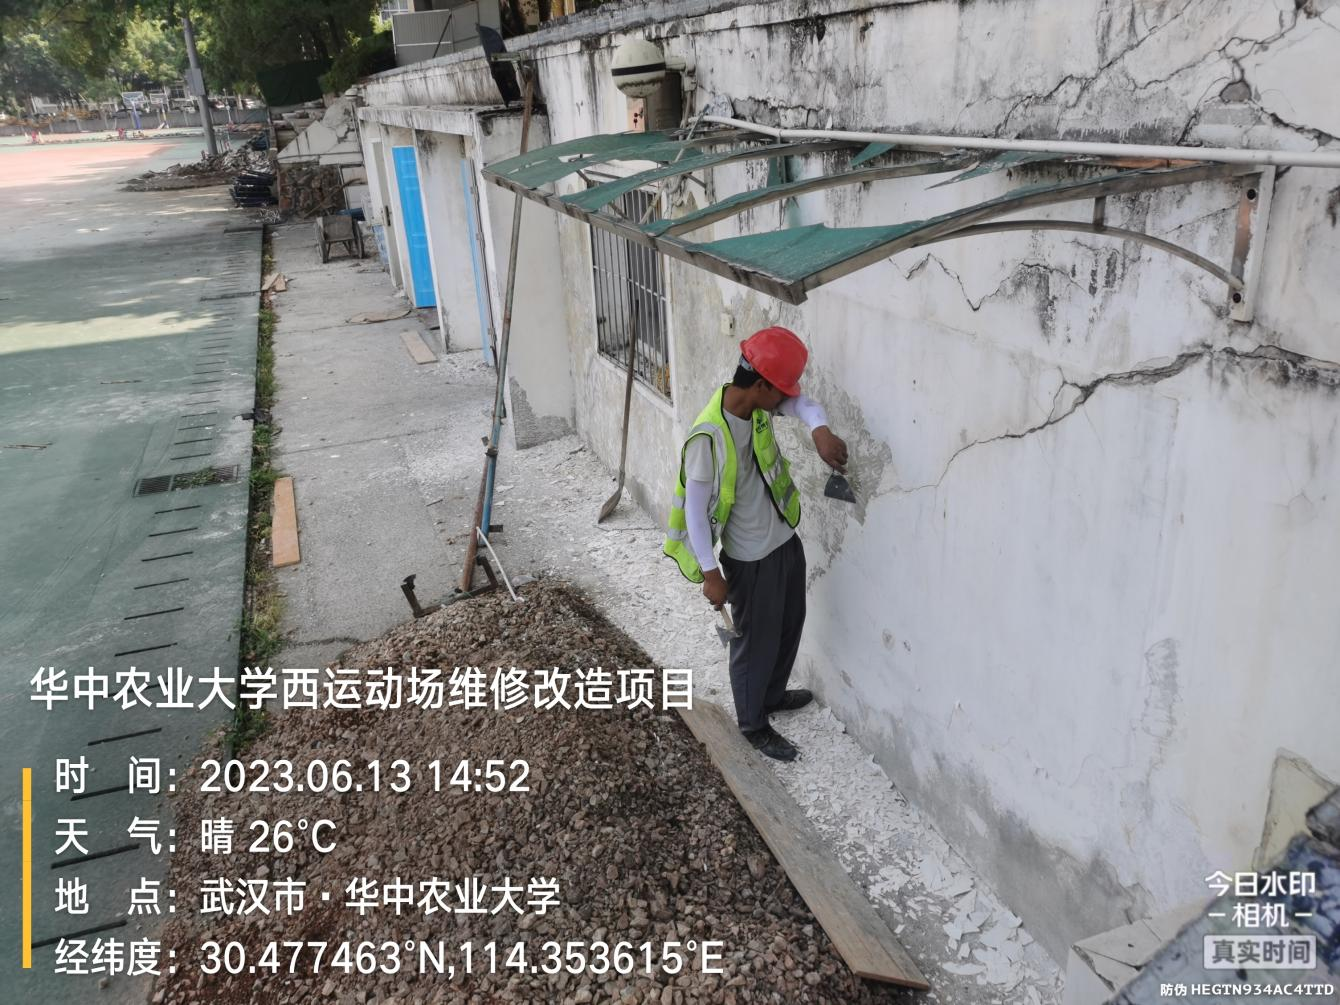 华中农业大学西运动场维修改造项目
时 间：2023.06.13 14:52
天 气：晴 26°C
地 点：武汉市·华中农业大学
经纬度：30.477463°N,114.353615°E
今日水印
相机
真实时间
防伪 HEGTN934AC4TTD